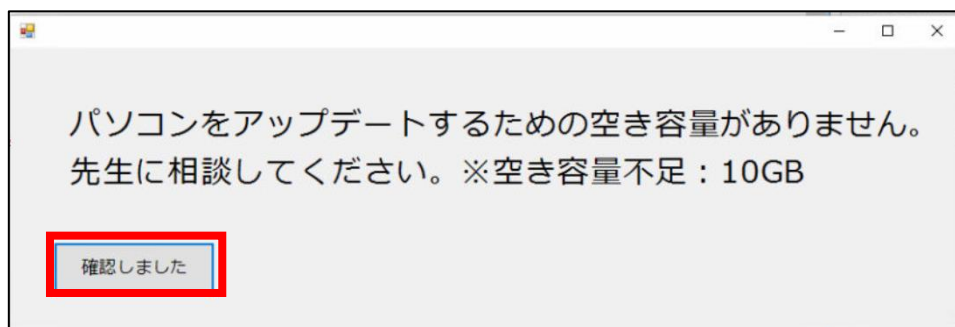 パソコンをアップデートするための空き容量がありません。
先生に相談してください。※空き容量不足：10GB
確認しました